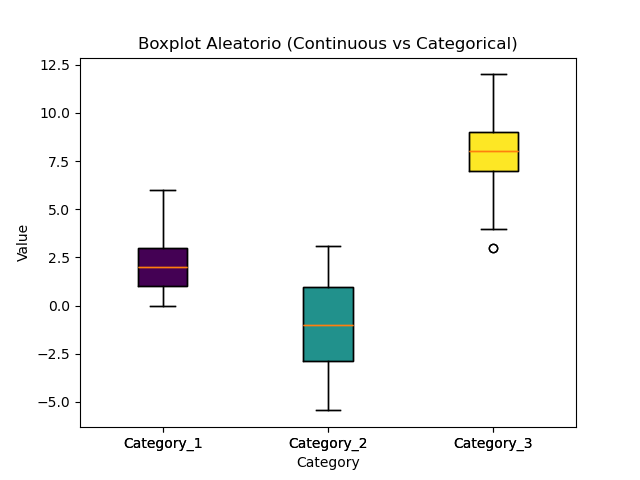 Boxplot Aleatorio (Continuous vs Categorical)
12.5
10.0
7.5
5.0
2.5
0.0
−2.5
−5.0
Value
Category_1 Category_2 Category_3
Category